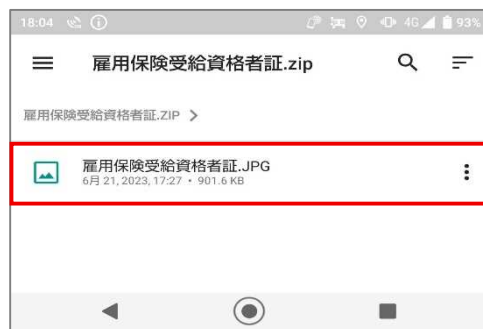 18:04 4G 93%
雇用保険受給資格者証.zip
雇用保険受給資格者証.ZIP
雇用保険受給資格者証.JPG
6月 21, 2023, 17:27 • 901.6 KB